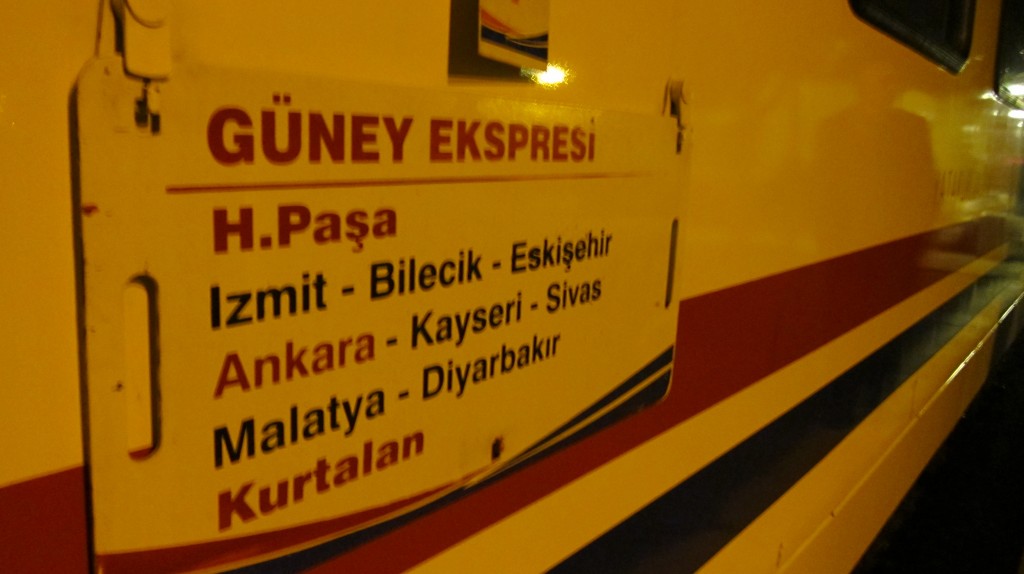 GÜNEY EKSPRESİ
H.Paşa
Izmit - Bilecik - Eskişehir
Ankara - Kayseri - Sivas
Malatya - Diyarbakır
Kurtalan